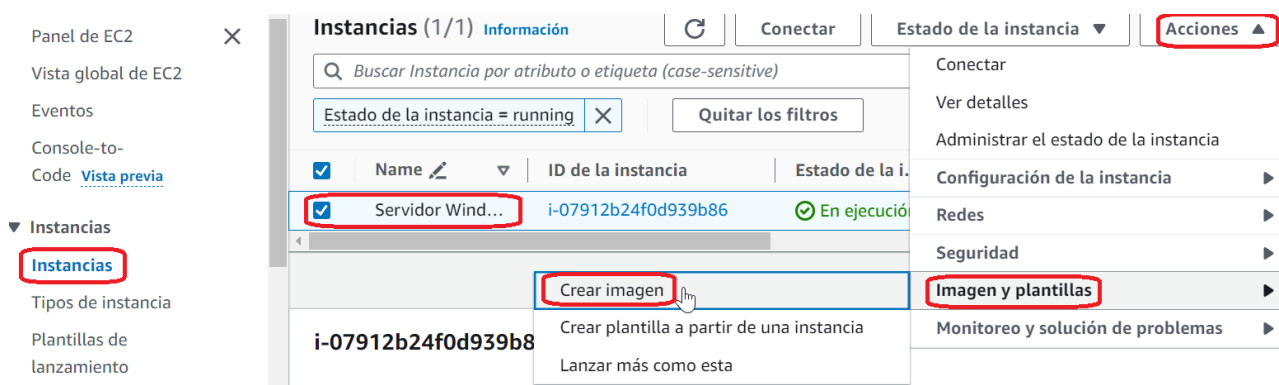 Panel de EC2
Vista global de EC2
Eventos
Console-to-
Code Vista previa
Instancias
Instancias
Tipos de instancia
Plantillas de
lanzamiento
Instancias (1/1) Información
Conectar
Estado de la instancia
Acciones
Buscar Instancia por atributo o etiqueta (case-sensitive)
Estado de la instancia = running
Quitar los filtros
Name
ID de la instancia
Estado de la i.
Servidor Wind...
i-07912b24f0d939b86
En ejecució
Conectar
Ver detalles
Administrar el estado de la instancia
Configuración de la instancia
Redes
Seguridad
Imagen y plantillas
Monitoreo y solución de problemas
Crear imagen
Crear plantilla a partir de una instancia
Lanzar más como esta
i-07912b24f0d939b8